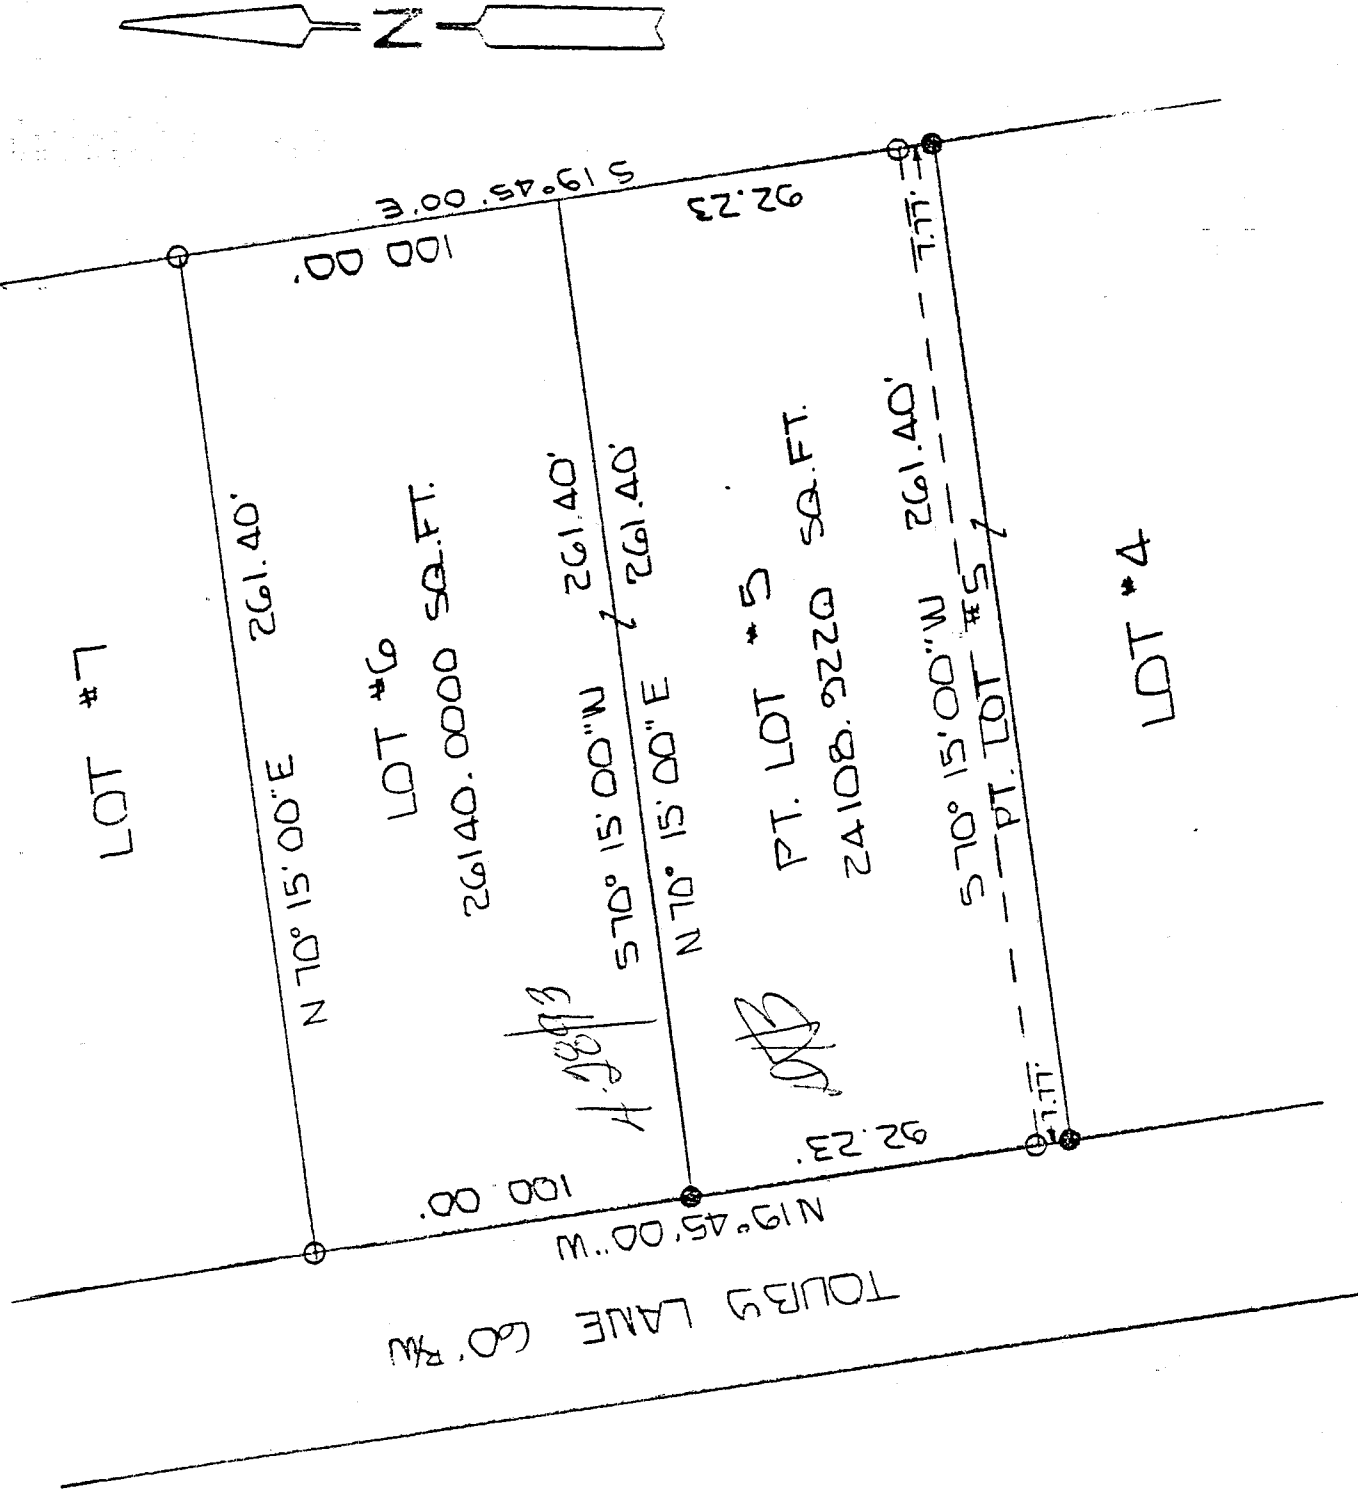 N
S 19° 45' 00" E
100.00'
92.23
7.77'
LOT #7
N 70° 15' 00" E 261.40'
LOT #6
26140.0000 SQ.FT.
S 70° 15' 00" W 261.40'
N 70° 15' 00" E 261.40'
PT. LOT #5
24108.9220 SQ.FT.
S 70° 15' 00" W 261.40'
PT. LOT #5
LOT #4
7.77'
92.23'
100.00'
N 19° 45' 00" W
TOUBY LANE 60' R/W